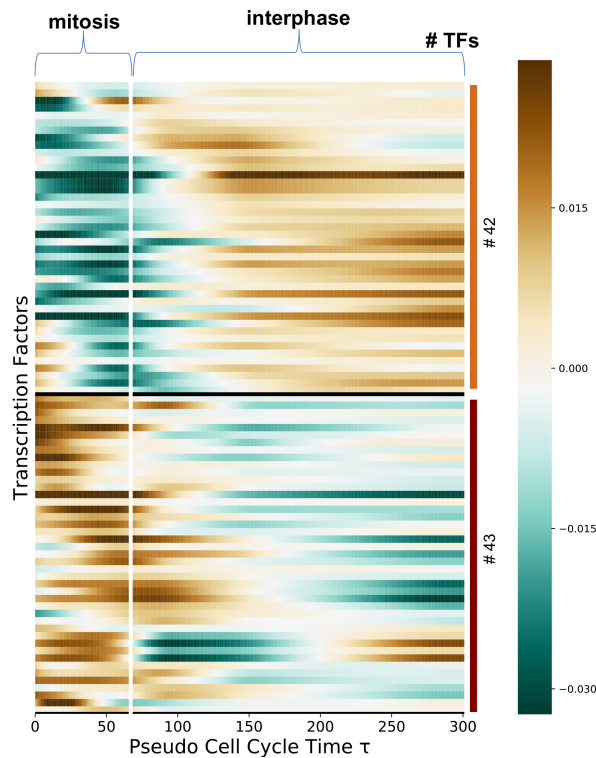 mitosis
interphase
# TFs
Transcription Factors
# 42
# 43
0.015
0.000
−0.015
−0.030
0 50 100 150 200 250 300
Pseudo Cell Cycle Time τ